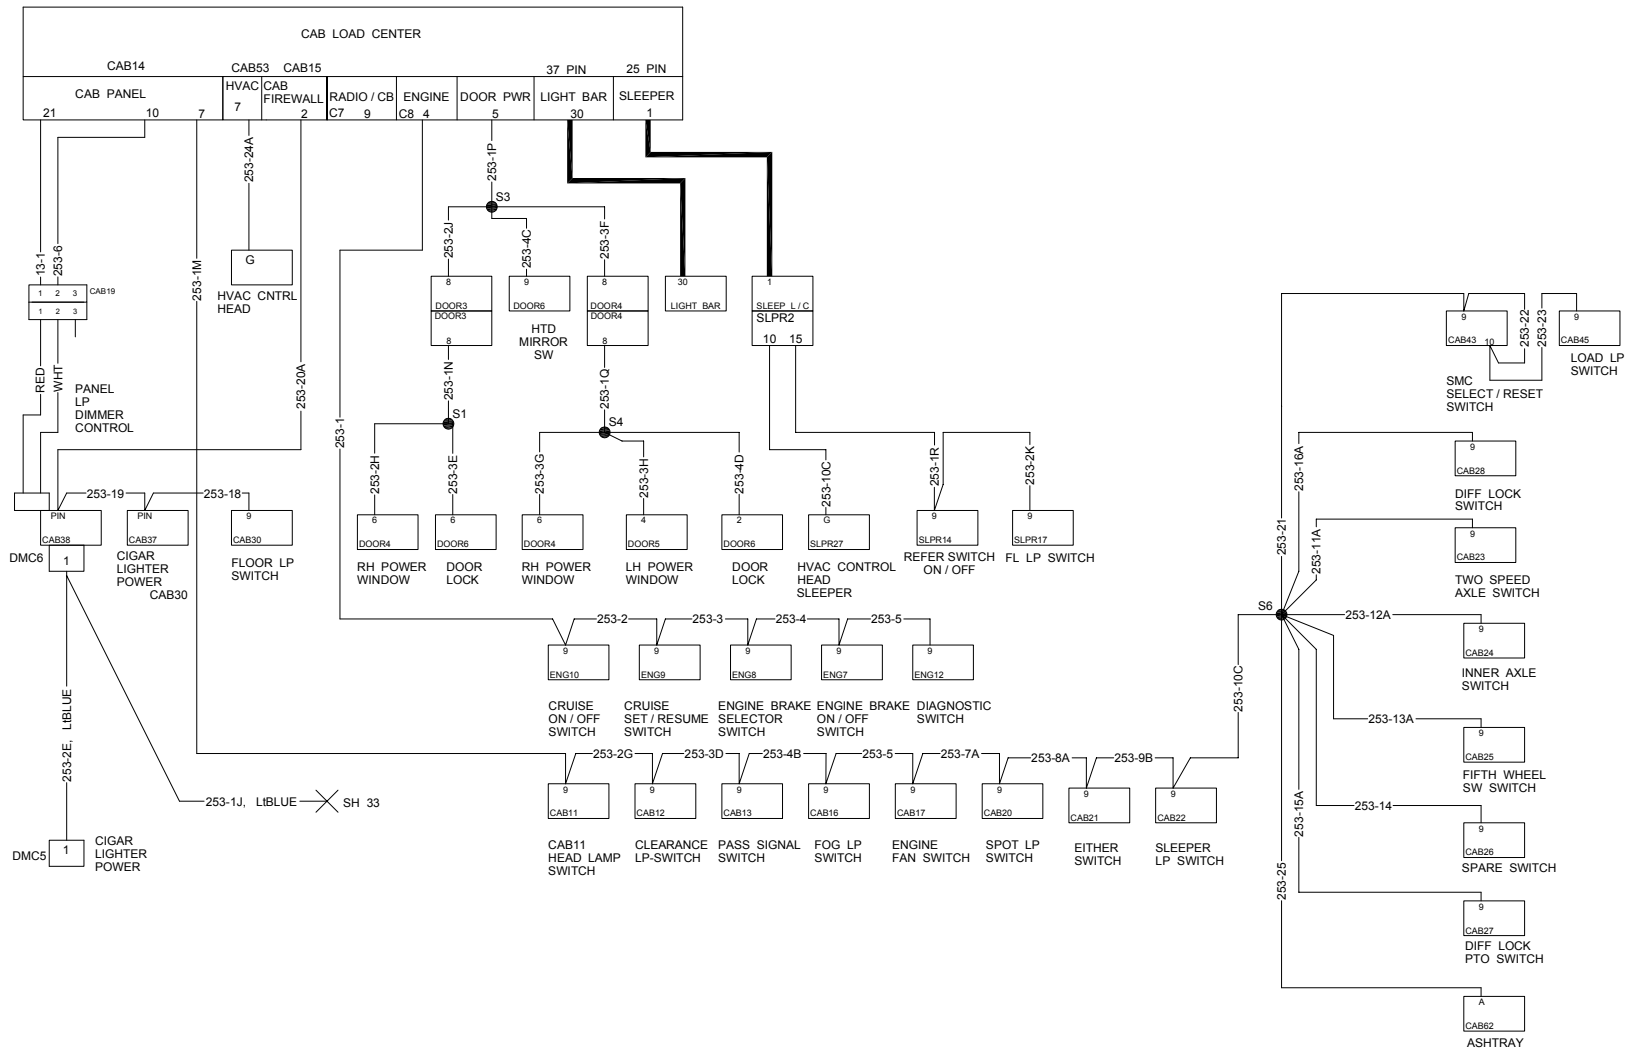 CAB LOAD CENTER
CAB14
CAB53 CAB15
37 PIN
25 PIN
CAB PANEL
HVAC
CAB
FIREWALL
RADIO / CB
ENGINE
DOOR PWR
LIGHT BAR
SLEEPER
21
10
7
7
2
C7 9
C8 4
5
30
1
253-24A
253-1P
S3
253-2J
253-4C
253-3F
13-1
253-6
253-1M
G
HVAC CNTRL
HEAD
1 2 3
CAB19
1 2 3
8
DOOR3
DOOR3
8
9
DOOR6
HTD
MIRROR
SW
8
DOOR4
DOOR4
8
30
LIGHT BAR
1
SLEEP L / C
SLPR2
10 15
9
CAB43
10
253-22
253-23
9
CAB45
LOAD LP
SWITCH
SMC
SELECT / RESET
SWITCH
RED
WHT
PANEL
LP
DIMMER
CONTROL
253-20A
253-1
253-1N
S1
253-1Q
S4
253-2H
253-3E
253-3G
253-3H
253-4D
253-10C
253-1R
253-2K
253-21
253-16A
9
CAB28
DIFF LOCK
SWITCH
253-19
253-18
PIN
CAB38
PIN
CAB37
9
CAB30
DMC6
1
CIGAR
LIGHTER
POWER
CAB30
FLOOR LP
SWITCH
6
DOOR4
RH POWER
WINDOW
6
DOOR6
DOOR
LOCK
6
DOOR4
RH POWER
WINDOW
4
DOOR5
LH POWER
WINDOW
2
DOOR6
DOOR
LOCK
G
SLPR27
HVAC CONTROL
HEAD
SLEEPER
9
SLPR14
REFER SWITCH
ON / OFF
9
SLPR17
FL LP SWITCH
253-11A
9
CAB23
TWO SPEED
AXLE SWITCH
S6
253-12A
9
CAB24
INNER AXLE
SWITCH
253-2
253-3
253-4
253-5
9
ENG10
9
ENG9
9
ENG8
9
ENG7
9
ENG12
CRUISE
ON / OFF
SWITCH
CRUISE
SET / RESUME
SWITCH
ENGINE BRAKE
SELECTOR
SWITCH
ENGINE BRAKE
ON / OFF
SWITCH
DIAGNOSTIC
SWITCH
253-10C
253-13A
9
CAB25
FIFTH WHEEL
SW SWITCH
253-2E, LtBLUE
253-1J, LtBLUE
SH 33
253-2G
253-3D
253-4B
253-5
253-7A
253-8A
253-9B
9
CAB11
9
CAB12
9
CAB13
9
CAB16
9
CAB17
9
CAB20
9
CAB21
9
CAB22
CAB11
HEAD LAMP
SWITCH
CLEARANCE
LP-SWITCH
PASS SIGNAL
SWITCH
FOG LP
SWITCH
ENGINE
FAN SWITCH
SPOT LP
SWITCH
EITHER
SWITCH
SLEEPER
LP SWITCH
253-15A
253-14
9
CAB26
SPARE SWITCH
DMC5
1
CIGAR
LIGHTER
POWER
253-25
9
CAB27
DIFF LOCK
PTO SWITCH
A
CAB62
ASHTRAY